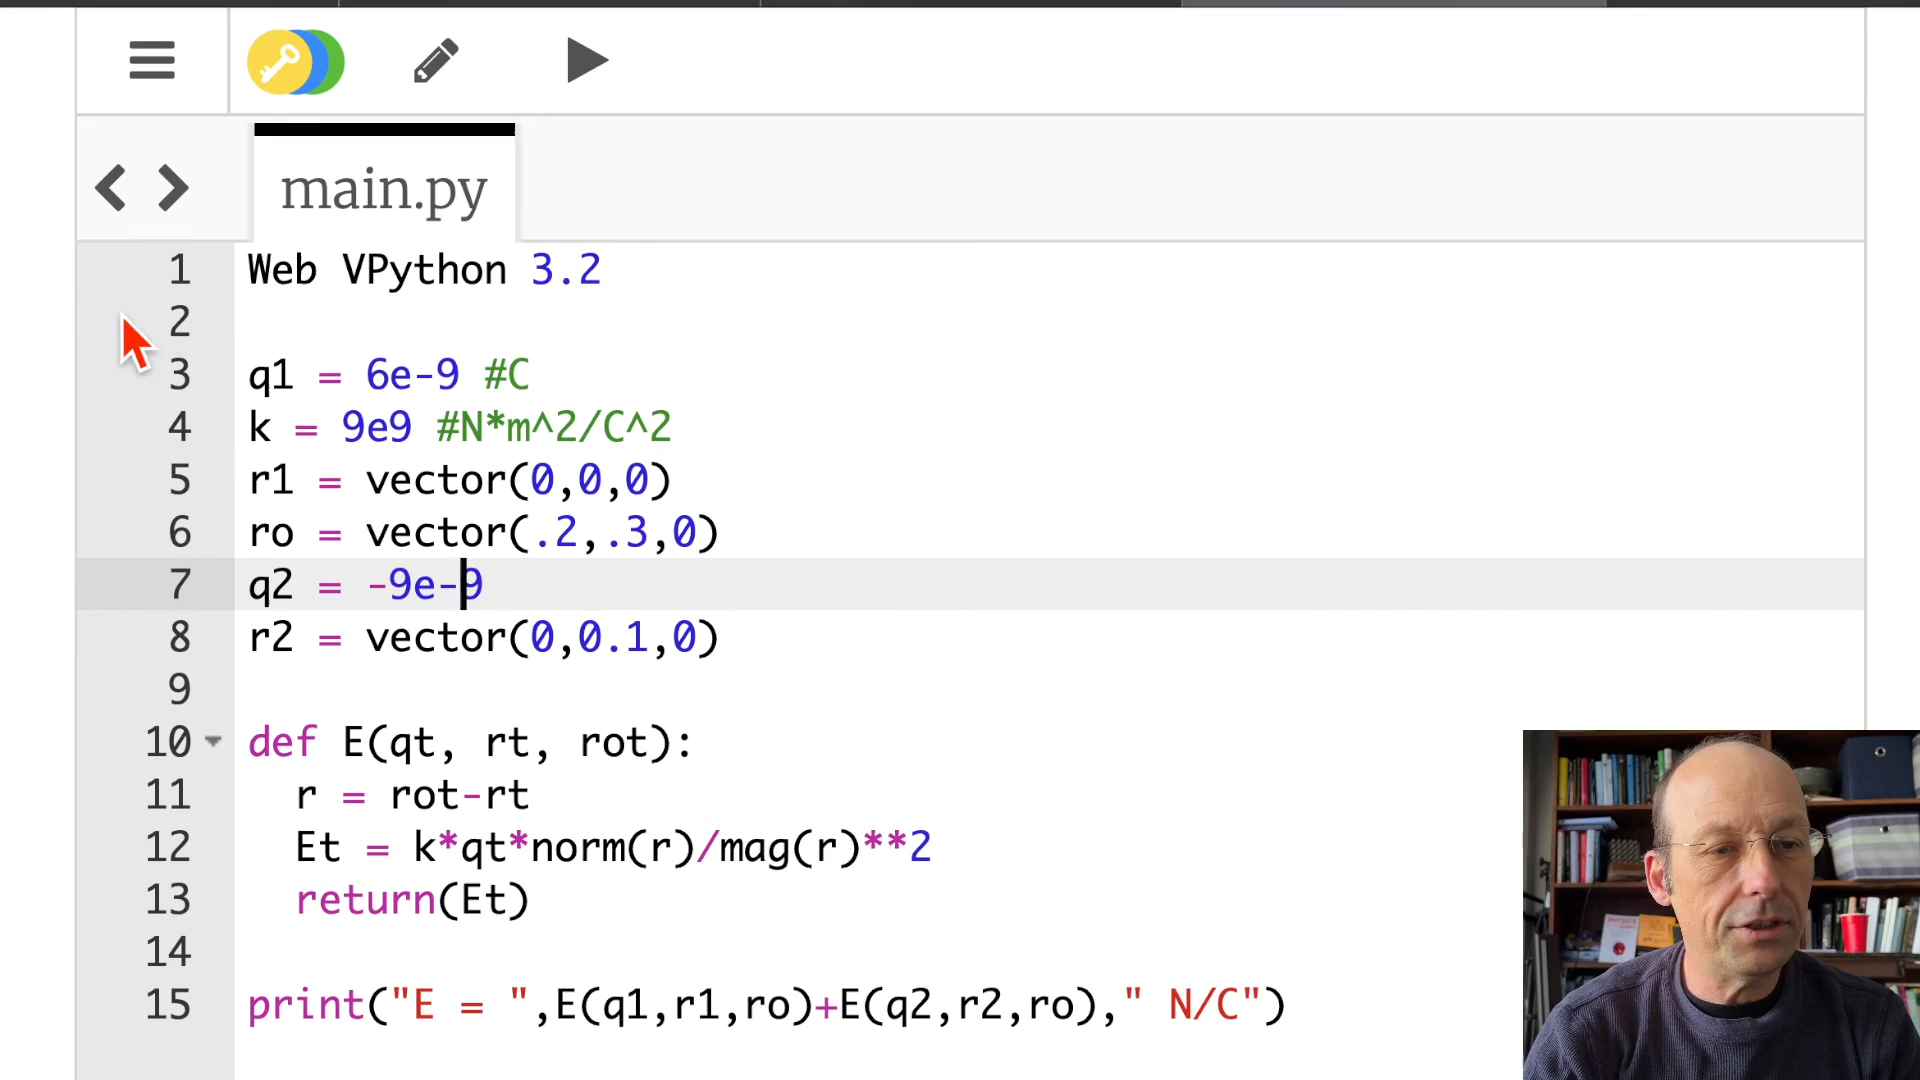 main.py
1 Web VPython 3.2
2
3 q1 = 6e-9 #C
4 k = 9e9 #N*m^2/C^2
5 r1 = vector(0,0,0)
6 ro = vector(.2,.3,0)
7 q2 = -9e-9
8 r2 = vector(0,0.1,0)
9
10 def E(qt, rt, rot):
11   r = rot-rt
12   Et = k*qt*norm(r)/mag(r)**2
13   return(Et)
14
15 print("E = ",E(q1,r1,ro)+E(q2,r2,ro)," N/C")